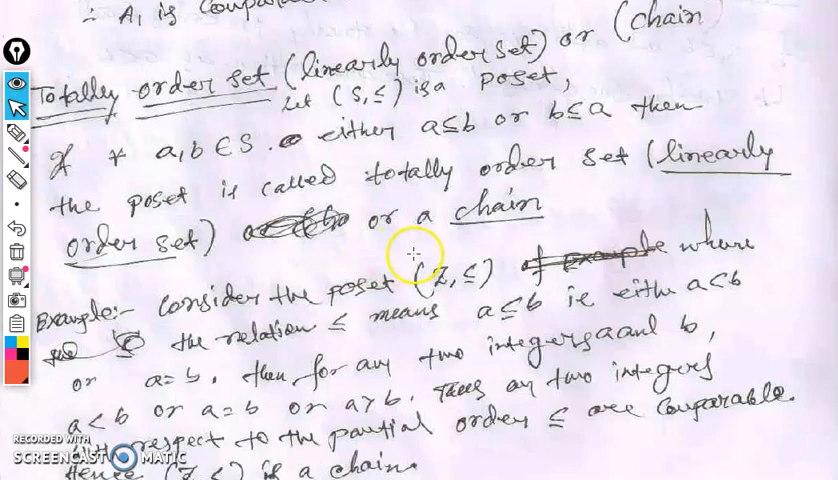 ∴ A₁ is Compara
Totally order set (linearly order set) or (chain
let (S, ≤) is a poset,
If ∀ a, b ∈ S. either a ≤ b or b ≤ a then
the poset is called totally order set (linearly
order set) or a chain
Example:- Consider the poset (Z, ≤) of example where
the relation ≤ means a ≤ b ie either a < b
or a = b. then for any two integers a and b,
a < b or a = b or a > b. Thus any two integers
with respect to the partial order ≤ are comparable.
Hence (Z, ≤) is a chain.
RECORDED WITH
SCREENCAST MATIC